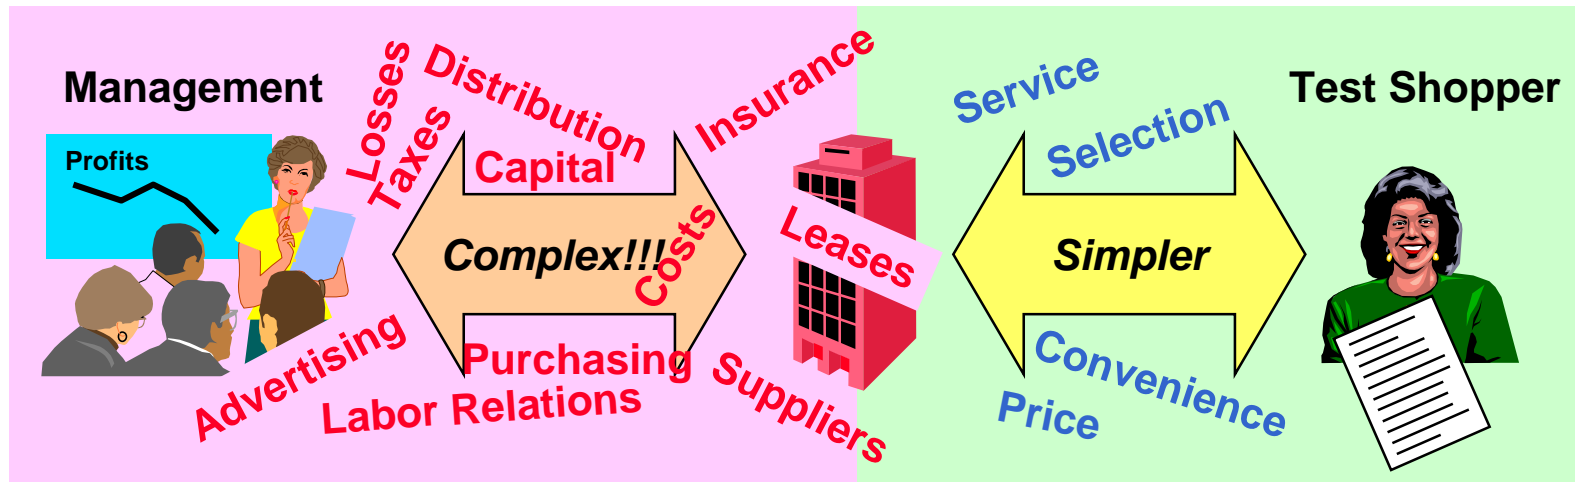 Management
Profits
Losses
Taxes
Distribution
Capital
Insurance
Complex!!!
Costs
Leases
Advertising
Purchasing
Labor Relations
Suppliers
Service
Selection
Test Shopper
Simpler
Convenience
Price